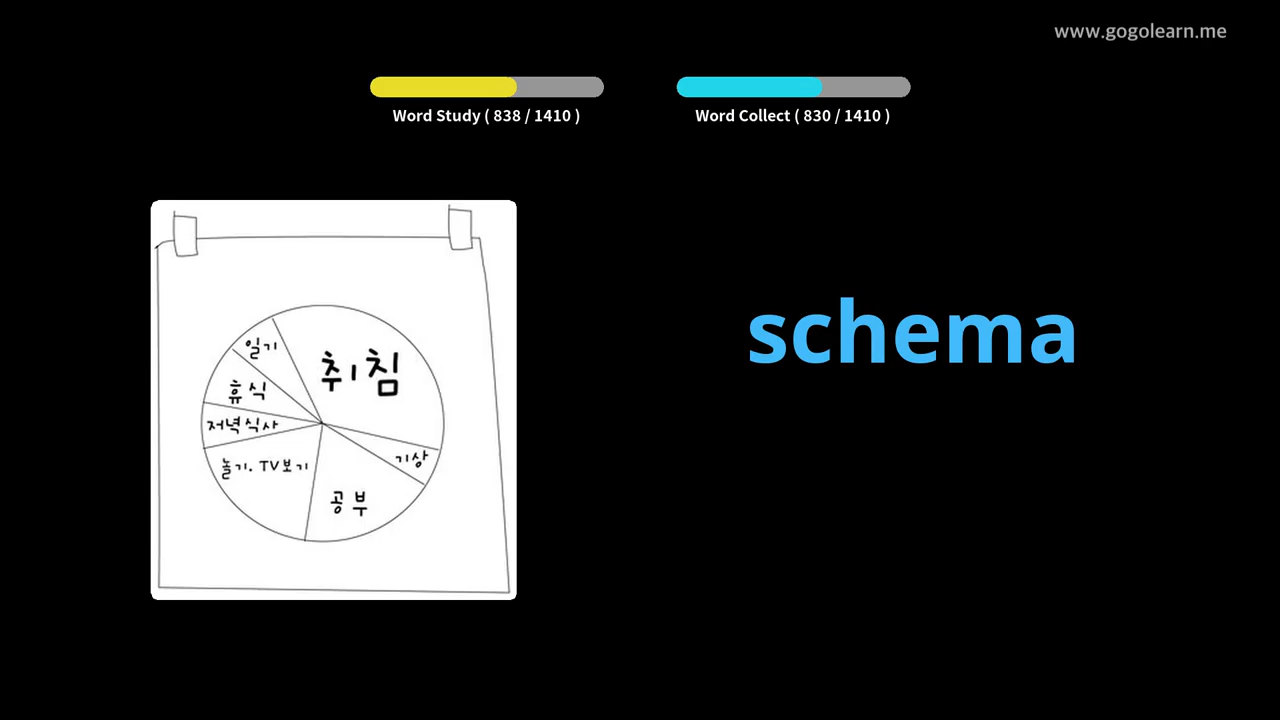 www.gogolearn.me
Word Study ( 838 / 1410 )
Word Collect ( 830 / 1410 )
일기
취침
휴식
저녁식사
놀기. TV보기
기상
공부
schema